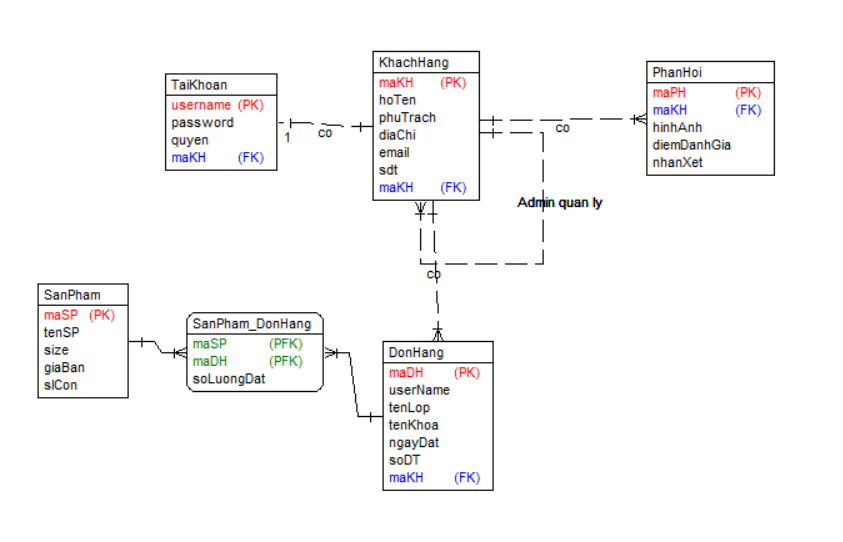 TaiKhoan
username (PK)
password
quyen
maKH (FK)
1
co
KhachHang
maKH (PK)
hoTen
phuTrach
diaChi
email
sdt
maKH (FK)
co
PhanHoi
maPH (PK)
maKH (FK)
hinhAnh
diemDanhGia
nhanXet
Admin quan ly
co
SanPham
maSP (PK)
tenSP
size
giaBan
slCon
SanPham_DonHang
maSP (PFK)
maDH (PFK)
soLuongDat
DonHang
maDH (PK)
userName
tenLop
tenKhoa
ngayDat
soDT
maKH (FK)